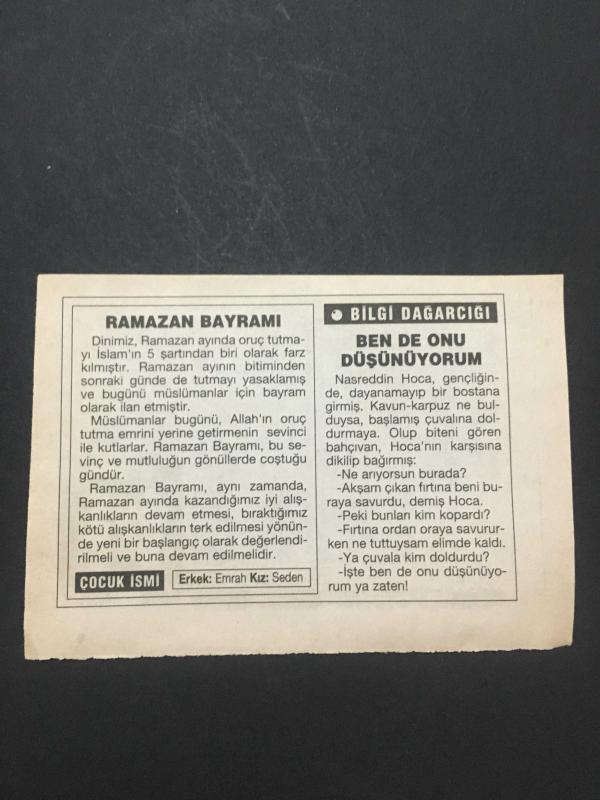 RAMAZAN BAYRAMI
Dinimiz, Ramazan ayında oruç tutma-
yı İslam'ın 5 şartından biri olarak farz
kılmıştır. Ramazan ayının bitiminden
sonraki günde de tutmayı yasaklamış
ve bugünü müslümanlar için bayram
olarak ilan etmiştir.
Müslümanlar bugünü, Allah'ın oruç
tutma emrini yerine getirmenin sevinci
ile kutlarlar. Ramazan Bayramı, bu se-
vinç ve mutluluğun gönüllerde coştuğu
gündür.
Ramazan Bayramı, aynı zamanda,
Ramazan ayında kazandığımız iyi alış-
kanlıkların devam etmesi, bıraktığımız
kötü alışkanlıkların terk edilmesi yönün-
de yeni bir başlangıç olarak değerlendi-
rilmeli ve buna devam edilmelidir.
ÇOCUK İSMİ
Erkek: Emrah Kız: Seden
BİLGİ DAGARCIĞI
BEN DE ONU
DÜŞÜNÜYORUM
Nasreddin Hoca, gençliğin-
de, dayanamayıp bir bostana
girmiş. Kavun-karpuz ne bul-
duysa, başlamış çuvalına dol-
durmaya. Olup biteni gören
bahçıvan, Hoca'nın karşısına
dikilip bağırmış:
-Ne arıyorsun burada?
-Akşam çıkan fırtına beni bu-
raya savurdu, demiş Hoca.
-Peki bunları kim kopardı?
-Fırtına ordan oraya savurur-
ken ne tuttuysam elimde kaldı.
-Ya çuvala kim doldurdu?
-İşte ben de onu düşünüyo-
rum ya zaten!